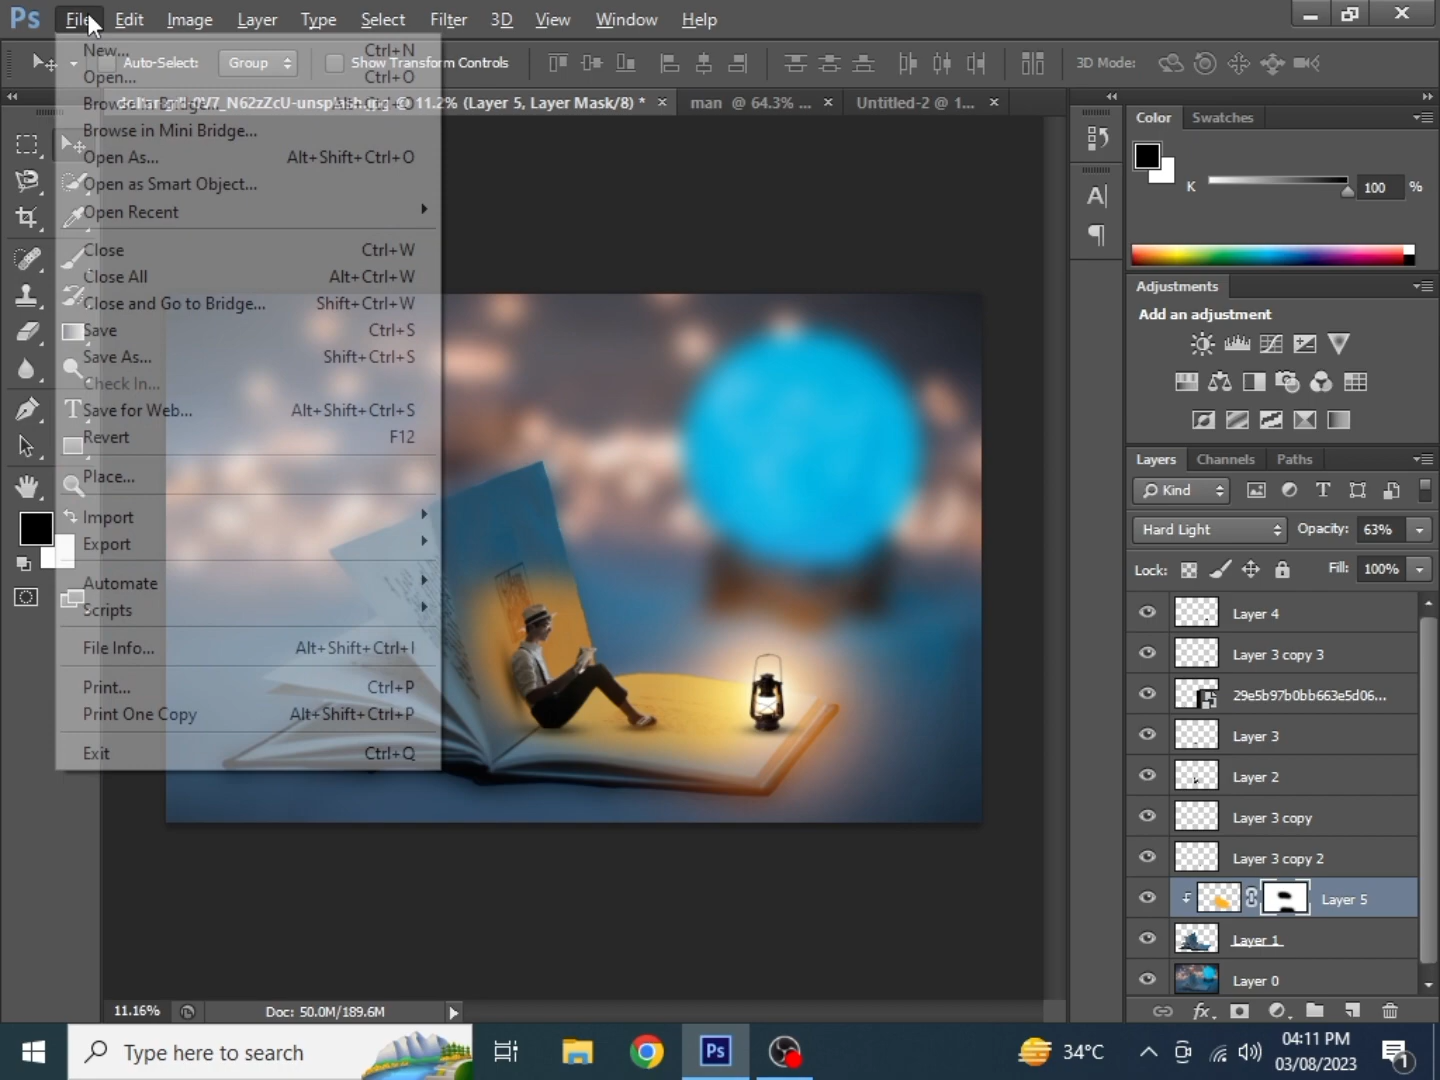 Ps File Edit Image Layer Type Select Filter 3D View Window Help
Auto-Select: Group Show Transform Controls 3D Mode:
New... Ctrl+N
Open... Ctrl+O
Browse in Bridge...
Browse in Mini Bridge...
Open As... Alt+Shift+Ctrl+O
Open as Smart Object...
Open Recent
Close Ctrl+W
Close All Alt+Ctrl+W
Close and Go to Bridge... Shift+Ctrl+W
Save Ctrl+S
Save As... Shift+Ctrl+S
Check In...
Save for Web... Alt+Shift+Ctrl+S
Revert F12
Place...
Import
Export
Automate
Scripts
File Info... Alt+Shift+Ctrl+I
Print... Ctrl+P
Print One Copy Alt+Shift+Ctrl+P
Exit Ctrl+Q
@ 11.2% (Layer 5, Layer Mask/8) * × man @ 64.3% ... × Untitled-2 @ 1... ×
Color Swatches
K 100 %
Adjustments
Add an adjustment
Layers Channels Paths
Kind
Hard Light Opacity: 63%
Lock: Fill: 100%
Layer 4
Layer 3 copy 3
29e5b97b0bb663e5d06...
Layer 3
Layer 2
Layer 3 copy
Layer 3 copy 2
Layer 5
Layer 1
Layer 0
11.16% Doc: 50.0M/189.6M
Type here to search
Ps
34°C
04:11 PM
03/08/2023
1